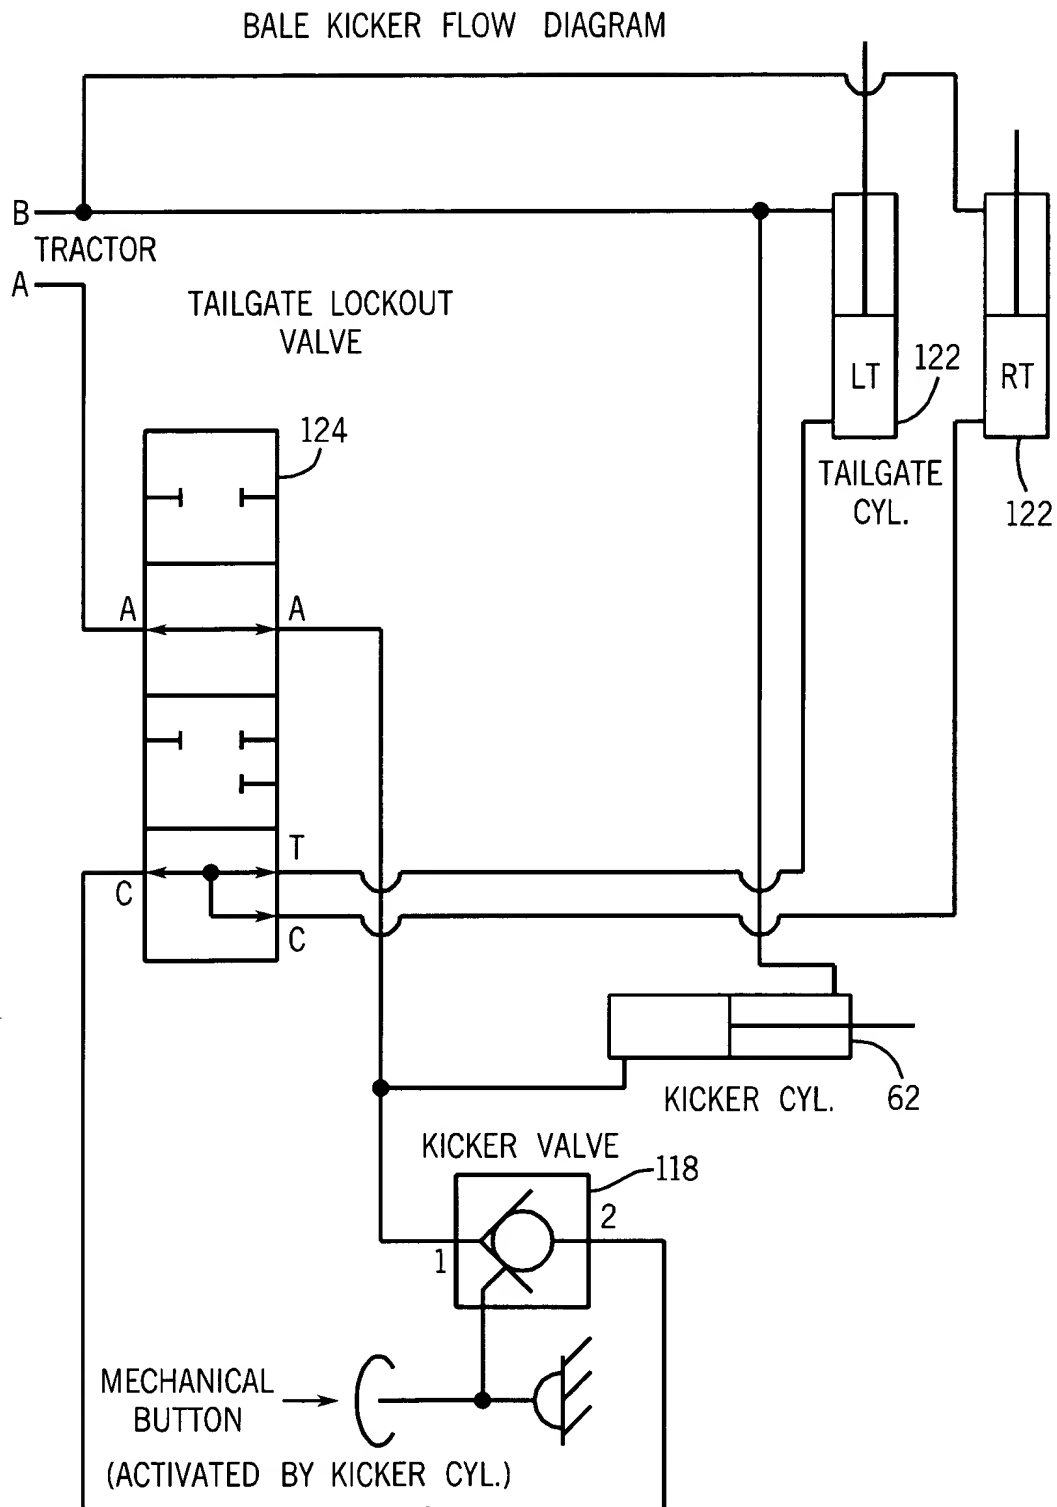 BALE KICKER FLOW DIAGRAM
B
TRACTOR
A
TAILGATE LOCKOUT
VALVE
LT
122
RT
124
TAILGATE
CYL.
122
A
A
T
C
C
KICKER CYL.
62
KICKER VALVE
118
2
1
MECHANICAL
BUTTON
(ACTIVATED BY KICKER CYL.)